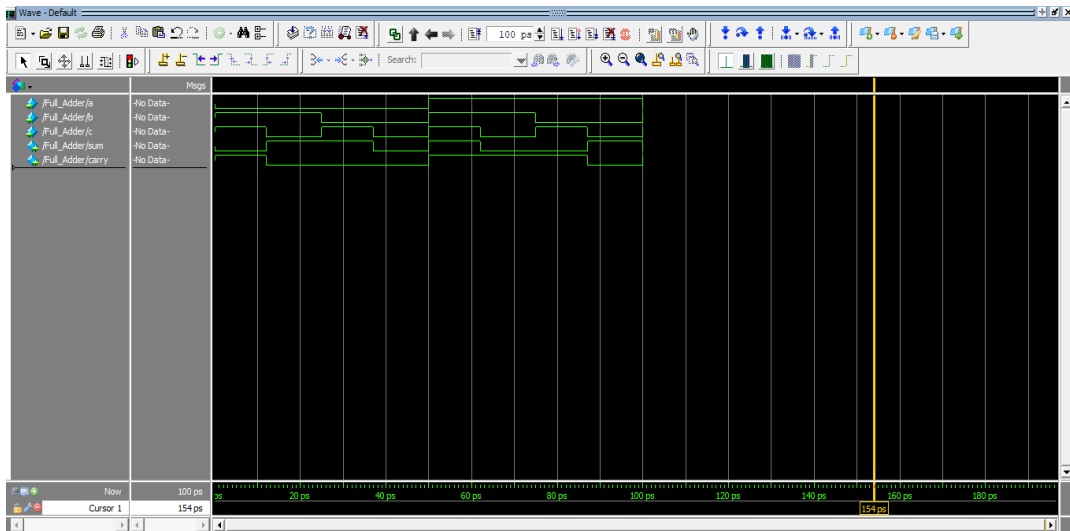 Wave - Default
100 ps
Search:
Msgs
/Full_Adder/a -No Data-
/Full_Adder/b -No Data-
/Full_Adder/c -No Data-
/Full_Adder/sum -No Data-
/Full_Adder/carry -No Data-
Now 100 ps ps 20 ps 40 ps 60 ps 80 ps 100 ps 120 ps 140 ps 160 ps 180 ps
Cursor 1 154 ps 154 ps